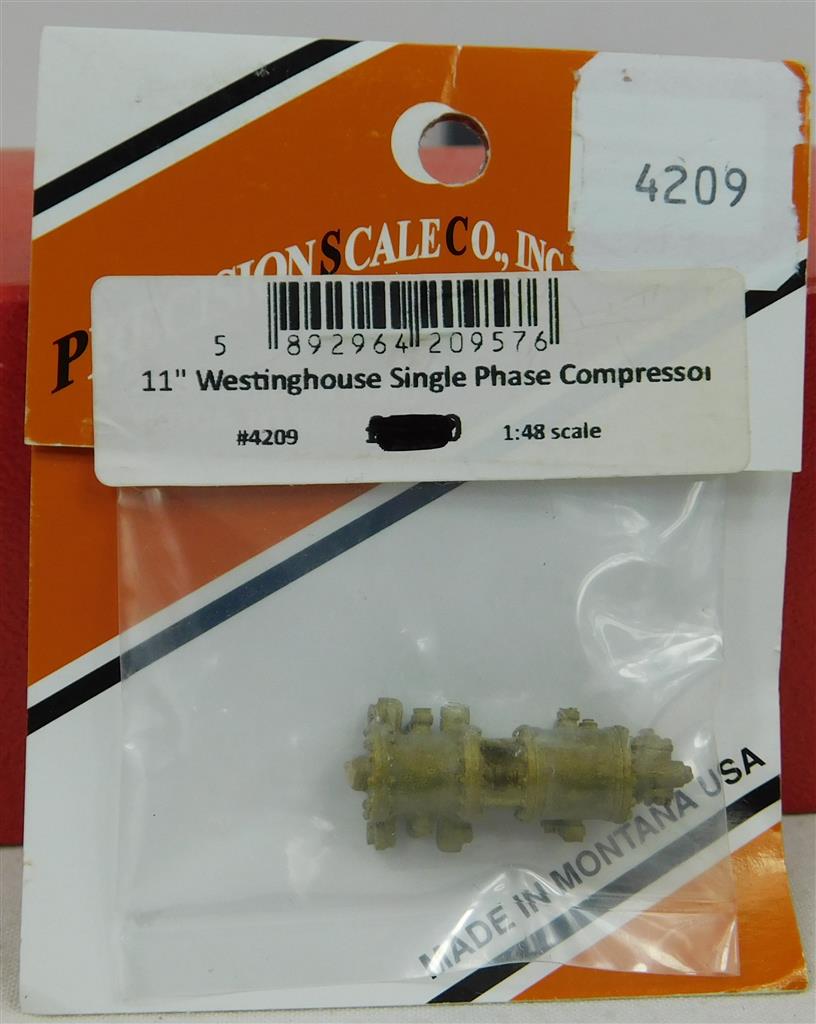 4209
SCALE CO., INC
5 892964 209576
11" Westinghouse Single Phase Compressor
#4209 1:48 scale
MADE IN MONTANA USA